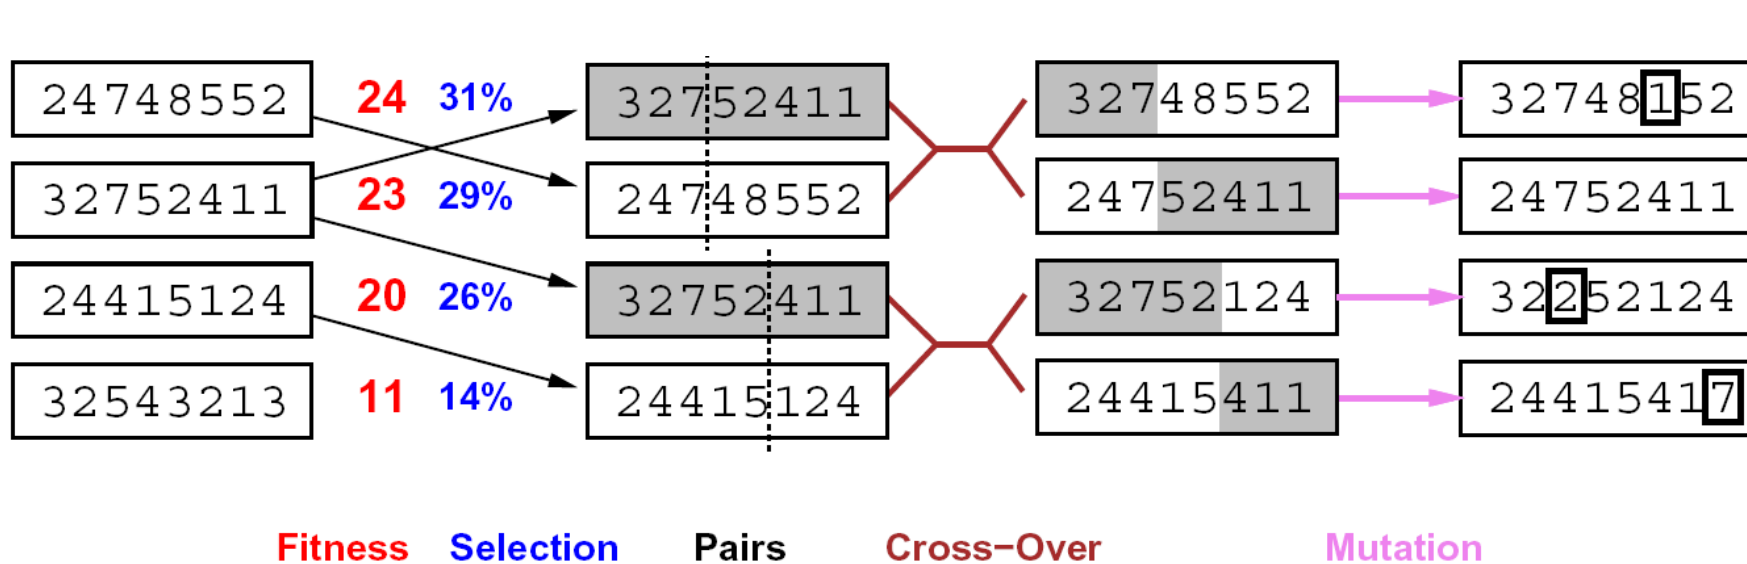 24748552 24 31% 32752411 32748552 32748152
32752411 23 29% 24748552 24752411 24752411
24415124 20 26% 32752411 32752124 32252124
32543213 11 14% 24415124 24415411 24415417
Fitness Selection Pairs Cross−Over Mutation